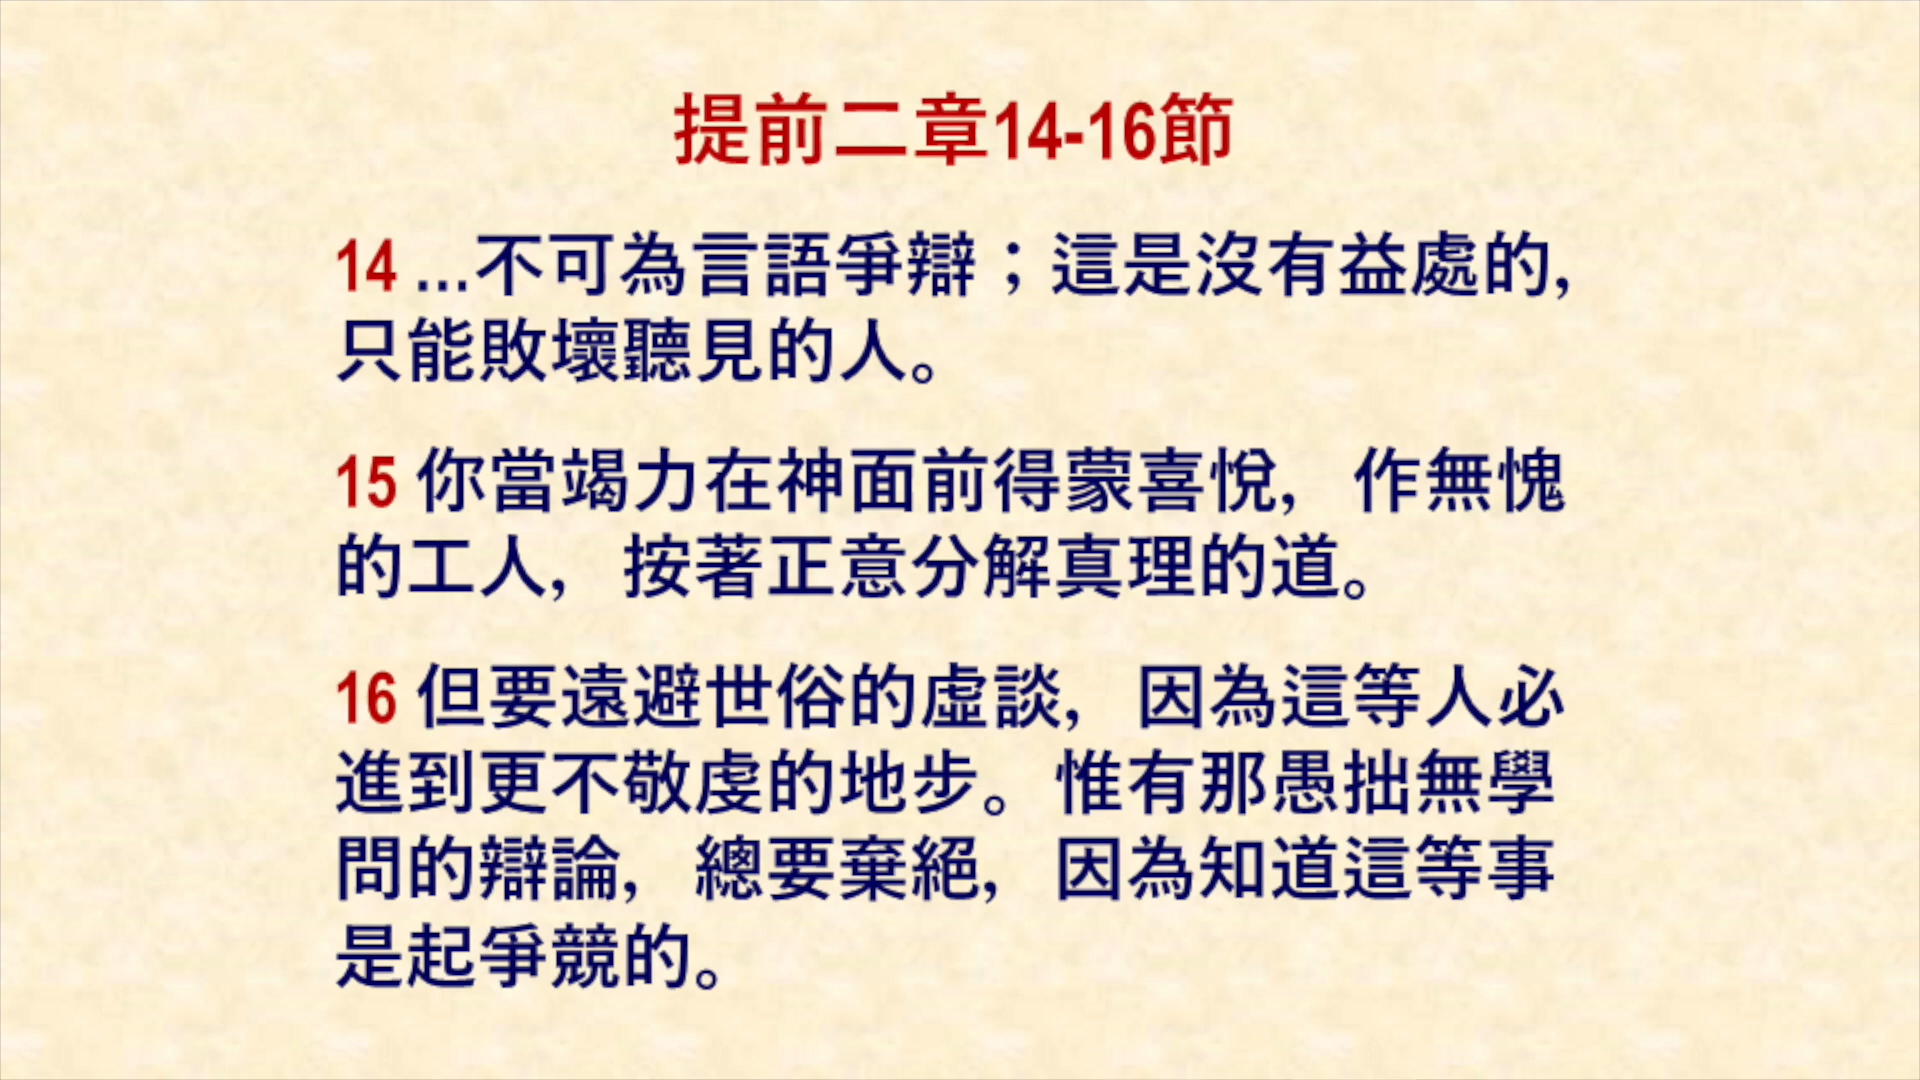 提前二章14-16節
14 ...不可為言語爭辯；這是沒有益處的,
只能敗壞聽見的人。
15 你當竭力在神面前得蒙喜悅, 作無愧
的工人, 按著正意分解真理的道。
16 但要遠避世俗的虛談, 因為這等人必
進到更不敬虔的地步。惟有那愚拙無學
問的辯論, 總要棄絕, 因為知道這等事
是起爭競的。